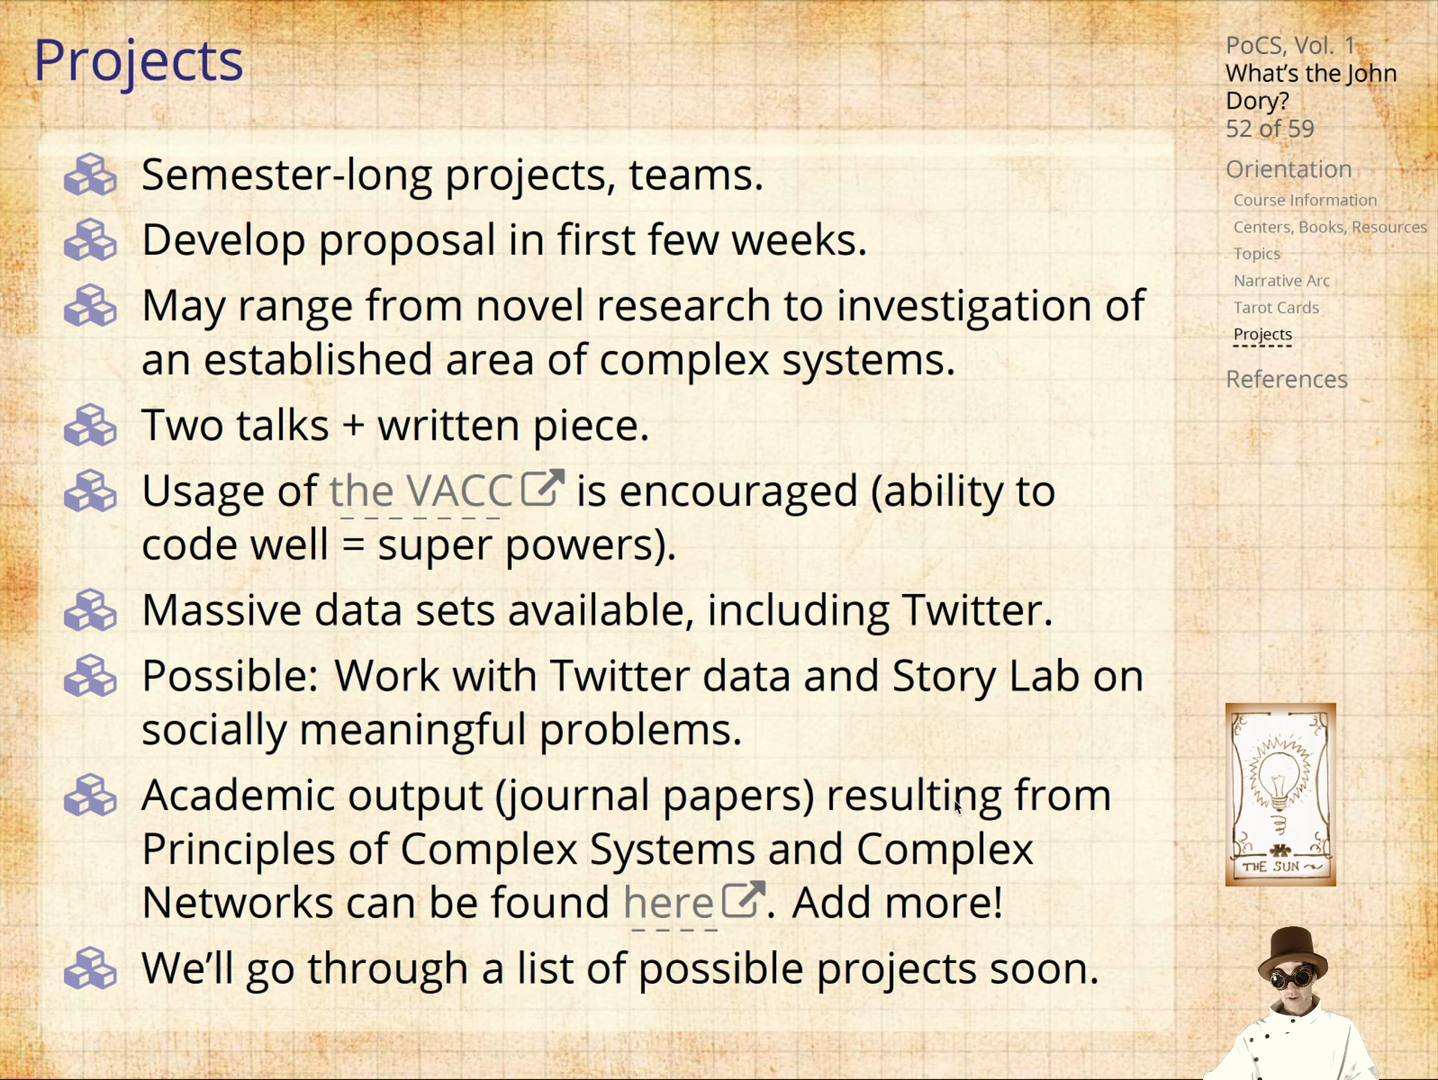 Projects
Semester-long projects, teams.
Develop proposal in first few weeks.
May range from novel research to investigation of
an established area of complex systems.
Two talks + written piece.
Usage of the VACC is encouraged (ability to
code well = super powers).
Massive data sets available, including Twitter.
Possible: Work with Twitter data and Story Lab on
socially meaningful problems.
Academic output (journal papers) resulting from
Principles of Complex Systems and Complex
Networks can be found here. Add more!
We'll go through a list of possible projects soon.
PoCS, Vol. 1
What's the John
Dory?
52 of 59
Orientation
Course Information
Centers, Books, Resources
Topics
Narrative Arc
Tarot Cards
Projects
References
THE SUN